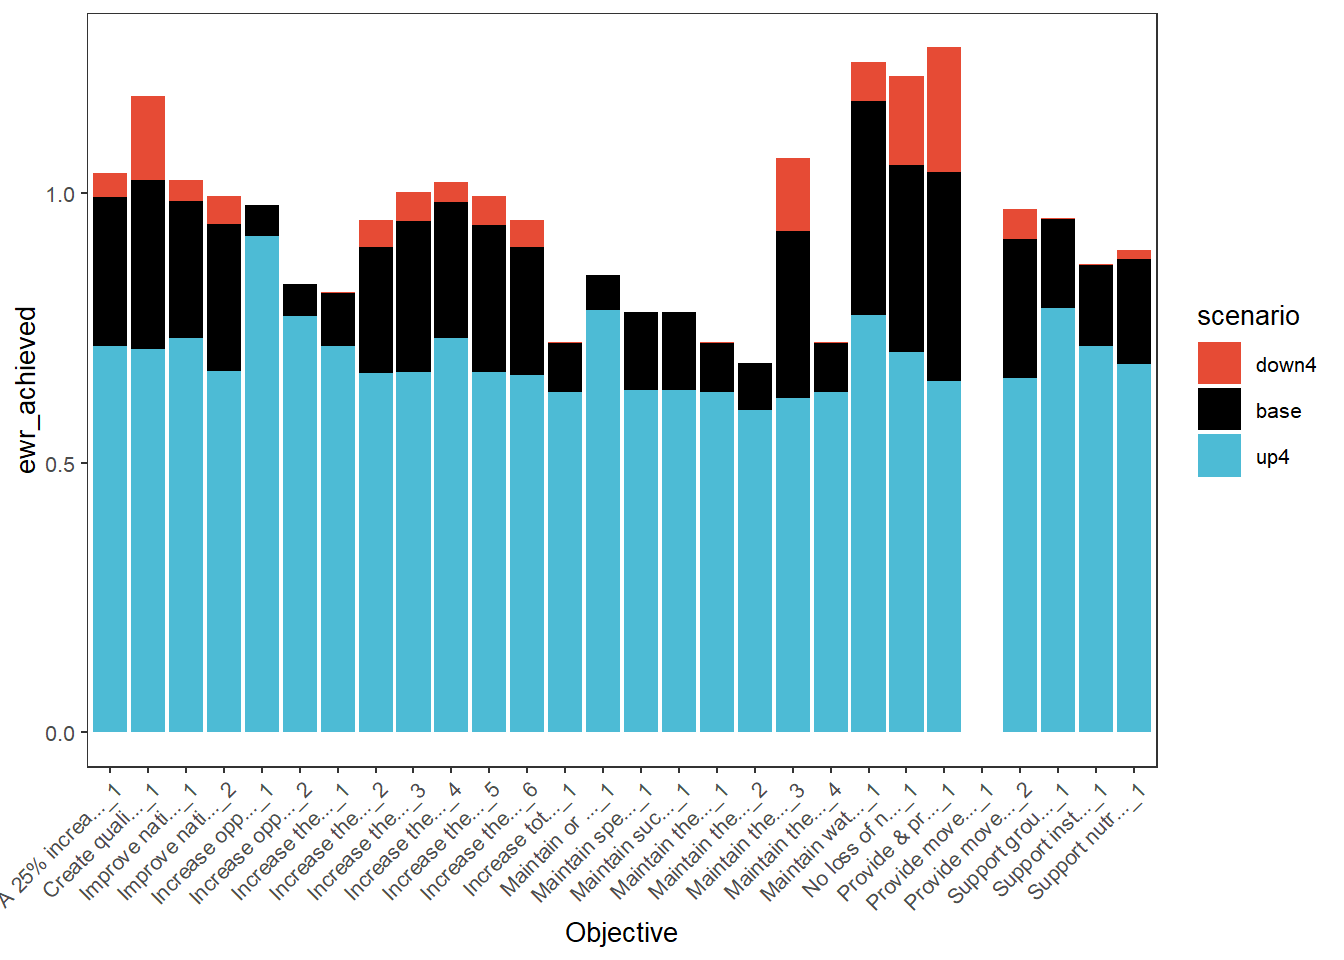 ewr_achieved
1.0
0.5
0.0
A 25% increa..._1
Create quali..._1
Improve nati..._1
Improve nati..._2
Increase opp..._1
Increase opp..._2
Increase the..._1
Increase the..._2
Increase the..._3
Increase the..._4
Increase the..._5
Increase the..._6
Increase tot..._1
Maintain or ..._1
Maintain spe..._1
Maintain suc..._1
Maintain the..._1
Maintain the..._2
Maintain the..._3
Maintain the..._4
Maintain wat..._1
No loss of n..._1
Provide & pr..._1
Provide move..._1
Provide move..._2
Support grou..._1
Support inst..._1
Support nutr..._1
Objective
scenario
down4
base
up4